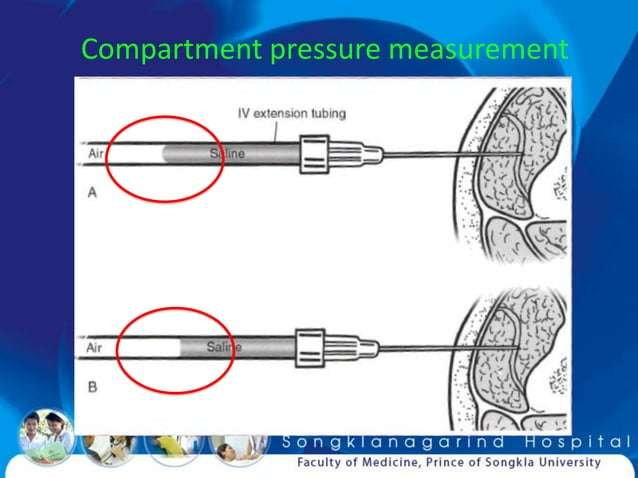 Compartment pressure measurement
IV extension tubing
Air
Saline
A
Air
Saline
B
Songklanagarind Hospital
Faculty of Medicine, Prince of Songkla University